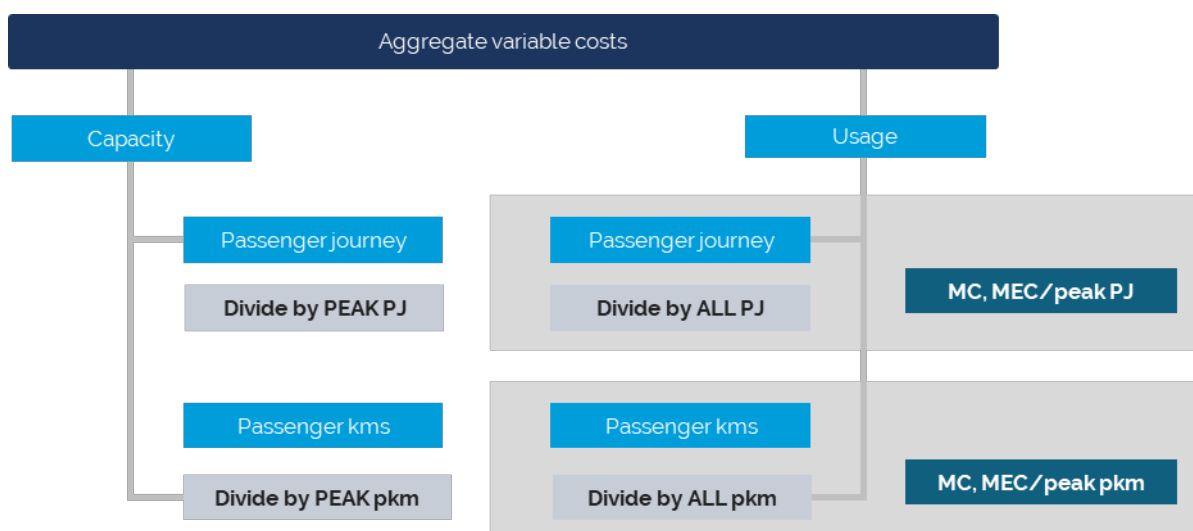 Aggregate variable costs
Capacity
Usage
Passenger journey
Passenger journey
Divide by PEAK PJ
Divide by ALL PJ
MC, MEC/peak PJ
Passenger kms
Passenger kms
Divide by PEAK pkm
Divide by ALL pkm
MC, MEC/peak pkm